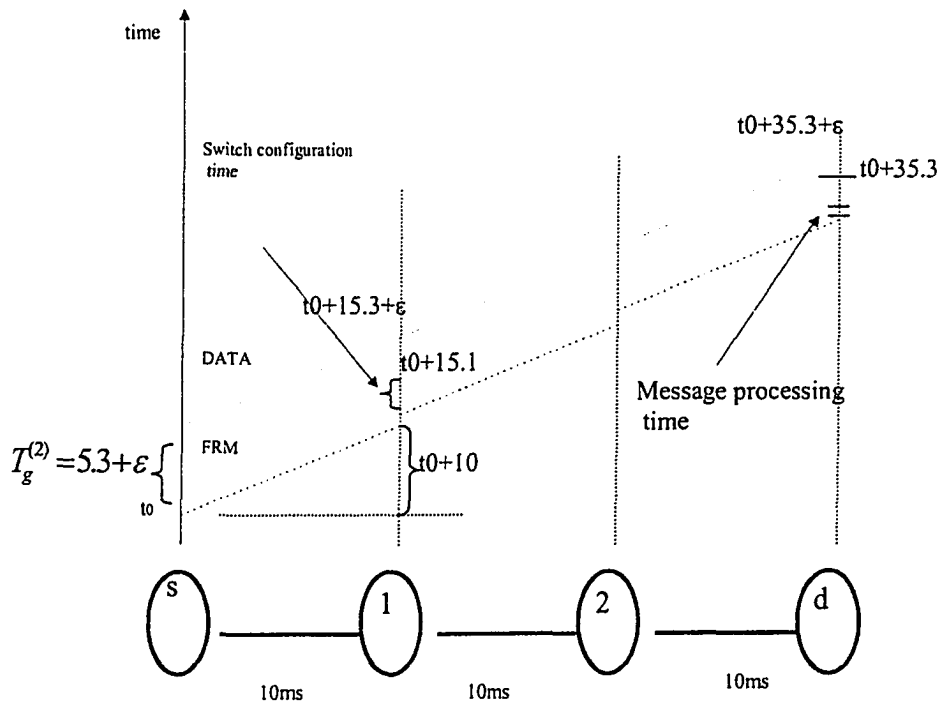 time
t0+35.3+ε
Switch configuration
time
t0+35.3
t0+15.3+ε
DATA
t0+15.1
Message processing
time
FRM
T_g^{(2)} = 5.3+ε
t0+10
to
s
1
2
d
10ms
10ms
10ms